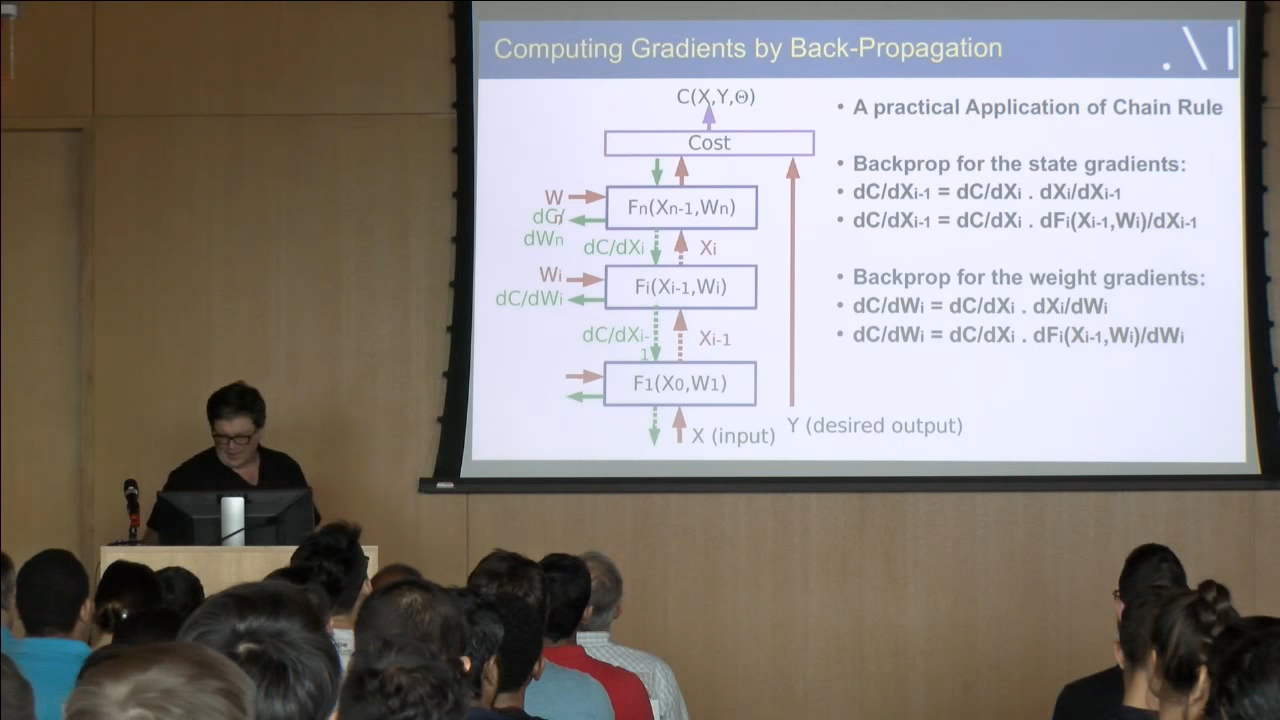 Computing Gradients by Back-Propagation
.\ |
C(X,Y,Θ)
Cost
W
Fn(Xn-1,Wn)
dC/
dWn
dC/dXi
Xi
Wi
Fi(Xi-1,Wi)
dC/dWi
dC/dXi-
1
Xi-1
F1(X0,W1)
X (input)
Y (desired output)
• A practical Application of Chain Rule
• Backprop for the state gradients:
• dC/dXi-1 = dC/dXi . dXi/dXi-1
• dC/dXi-1 = dC/dXi . dFi(Xi-1,Wi)/dXi-1
• Backprop for the weight gradients:
• dC/dWi = dC/dXi . dXi/dWi
• dC/dWi = dC/dXi . dFi(Xi-1,Wi)/dWi